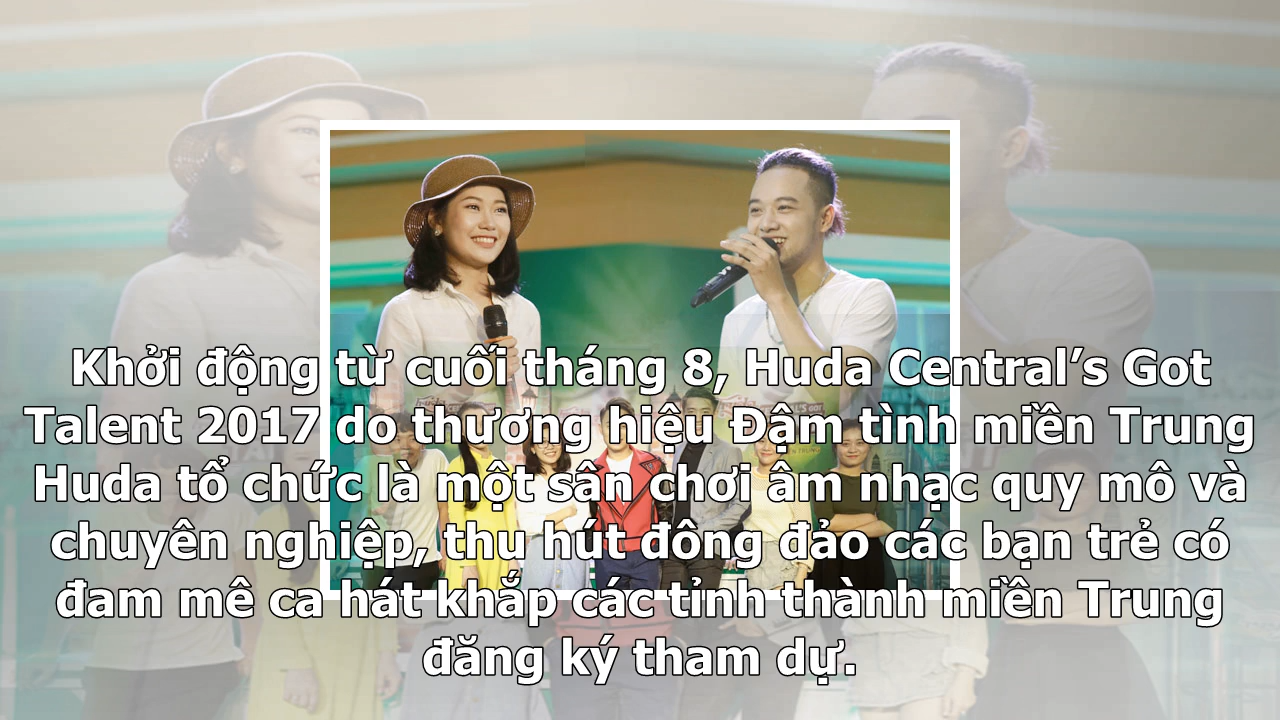 Khởi động từ cuối tháng 8, Huda Central’s Got
Talent 2017 do thương hiệu Đậm tình miền Trung
Huda tổ chức là một sân chơi âm nhạc quy mô và
chuyên nghiệp, thu hút đông đảo các bạn trẻ có
đam mê ca hát khắp các tỉnh thành miền Trung
đăng ký tham dự.